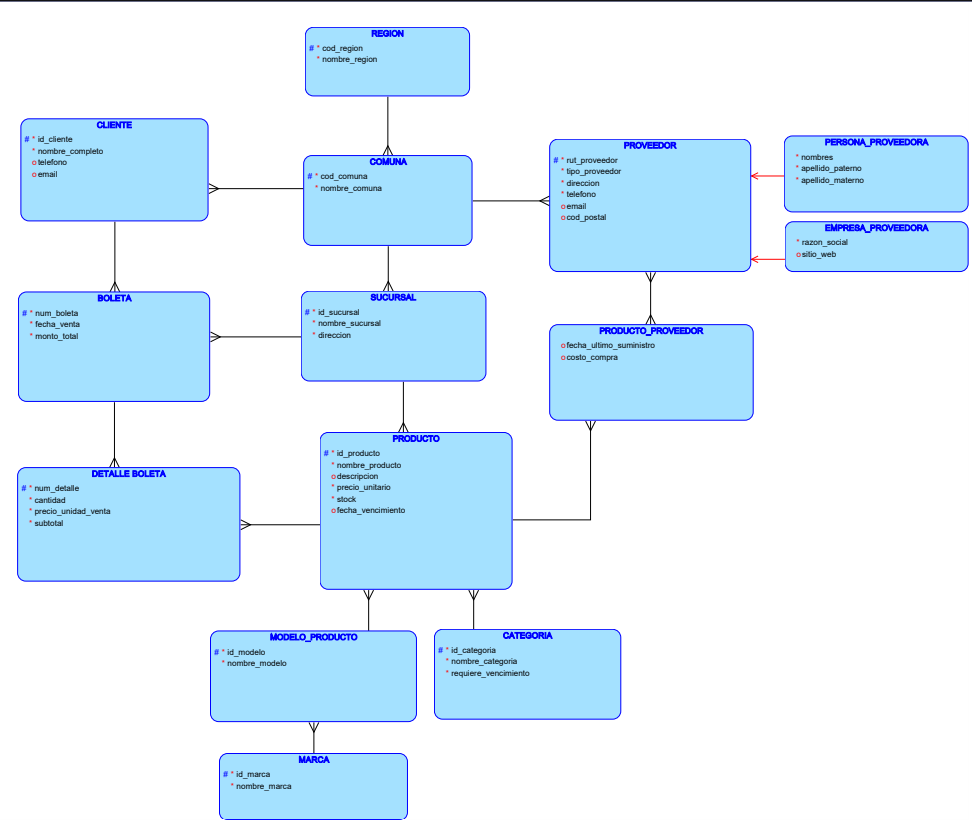 REGION
# * cod_region
* nombre_region
CLIENTE
# * id_cliente
* nombre_completo
o telefono
o email
COMUNA
# * cod_comuna
* nombre_comuna
PROVEEDOR
# * rut_proveedor
* tipo_proveedor
* direccion
* telefono
o email
o cod_postal
PERSONA_PROVEEDORA
* nombres
* apellido_paterno
* apellido_materno
EMPRESA_PROVEEDORA
* razon_social
o sitio_web
BOLETA
# * num_boleta
* fecha_venta
* monto_total
SUCURSAL
# * id_sucursal
* nombre_sucursal
* direccion
PRODUCTO_PROVEEDOR
o fecha_ultimo_suministro
o costo_compra
DETALLE BOLETA
# * num_detalle
* cantidad
* precio_unidad_venta
* subtotal
PRODUCTO
# * id_producto
* nombre_producto
o descripcion
* precio_unitario
* stock
o fecha_vencimiento
MODELO_PRODUCTO
# * id_modelo
* nombre_modelo
CATEGORIA
# * id_categoria
* nombre_categoria
* requiere_vencimiento
MARCA
# * id_marca
* nombre_marca